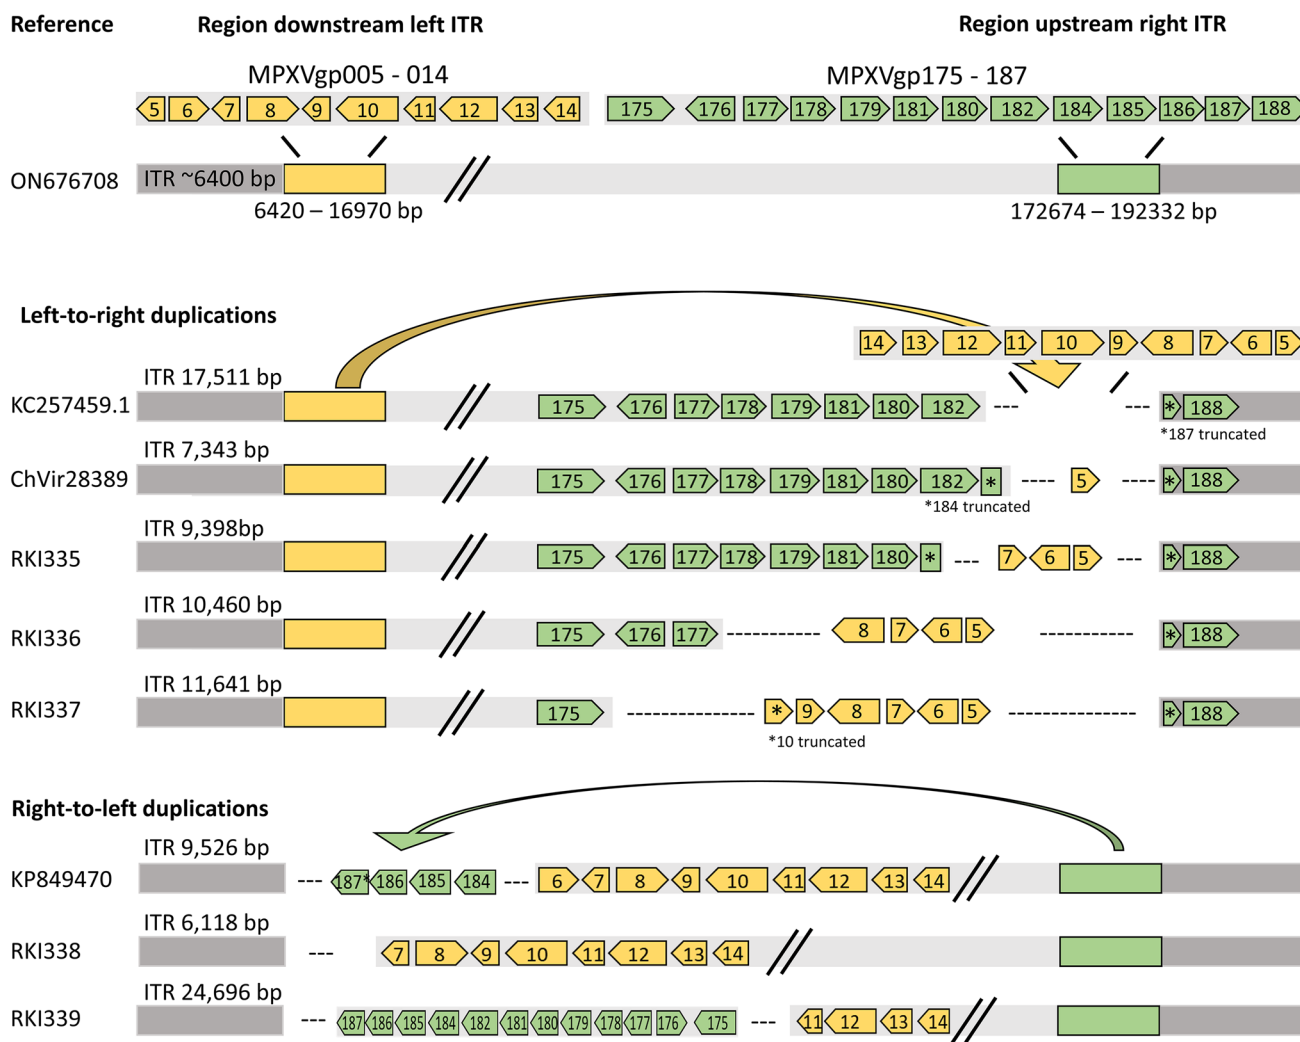 Reference Region downstream left ITR Region upstream right ITR
MPXVgp005 - 014 MPXVgp175 - 187
5 6 7 8 9 10 11 12 13 14 175 176 177 178 179 181 180 182 184 185 186 187 188
ON676708 ITR ~6400 bp
6420 – 16970 bp 172674 – 192332 bp
Left-to-right duplications
14 13 12 11 10 9 8 7 6 5
ITR 17,511 bp
KC257459.1 175 176 177 178 179 181 180 182 * 188
*187 truncated
ITR 7,343 bp
ChVir28389 175 176 177 178 179 181 180 182 * 5 * 188
*184 truncated
ITR 9,398bp
RKI335 175 176 177 178 179 181 180 * 7 6 5 * 188
ITR 10,460 bp
RKI336 175 176 177 8 7 6 5 * 188
ITR 11,641 bp
RKI337 175 * 9 8 7 6 5 * 188
*10 truncated
Right-to-left duplications
ITR 9,526 bp
KP849470 187* 186 185 184 6 7 8 9 10 11 12 13 14
ITR 6,118 bp
RKI338 7 8 9 10 11 12 13 14
ITR 24,696 bp
RKI339 187 186 185 184 182 181 180 179 178 177 176 175 11 12 13 14